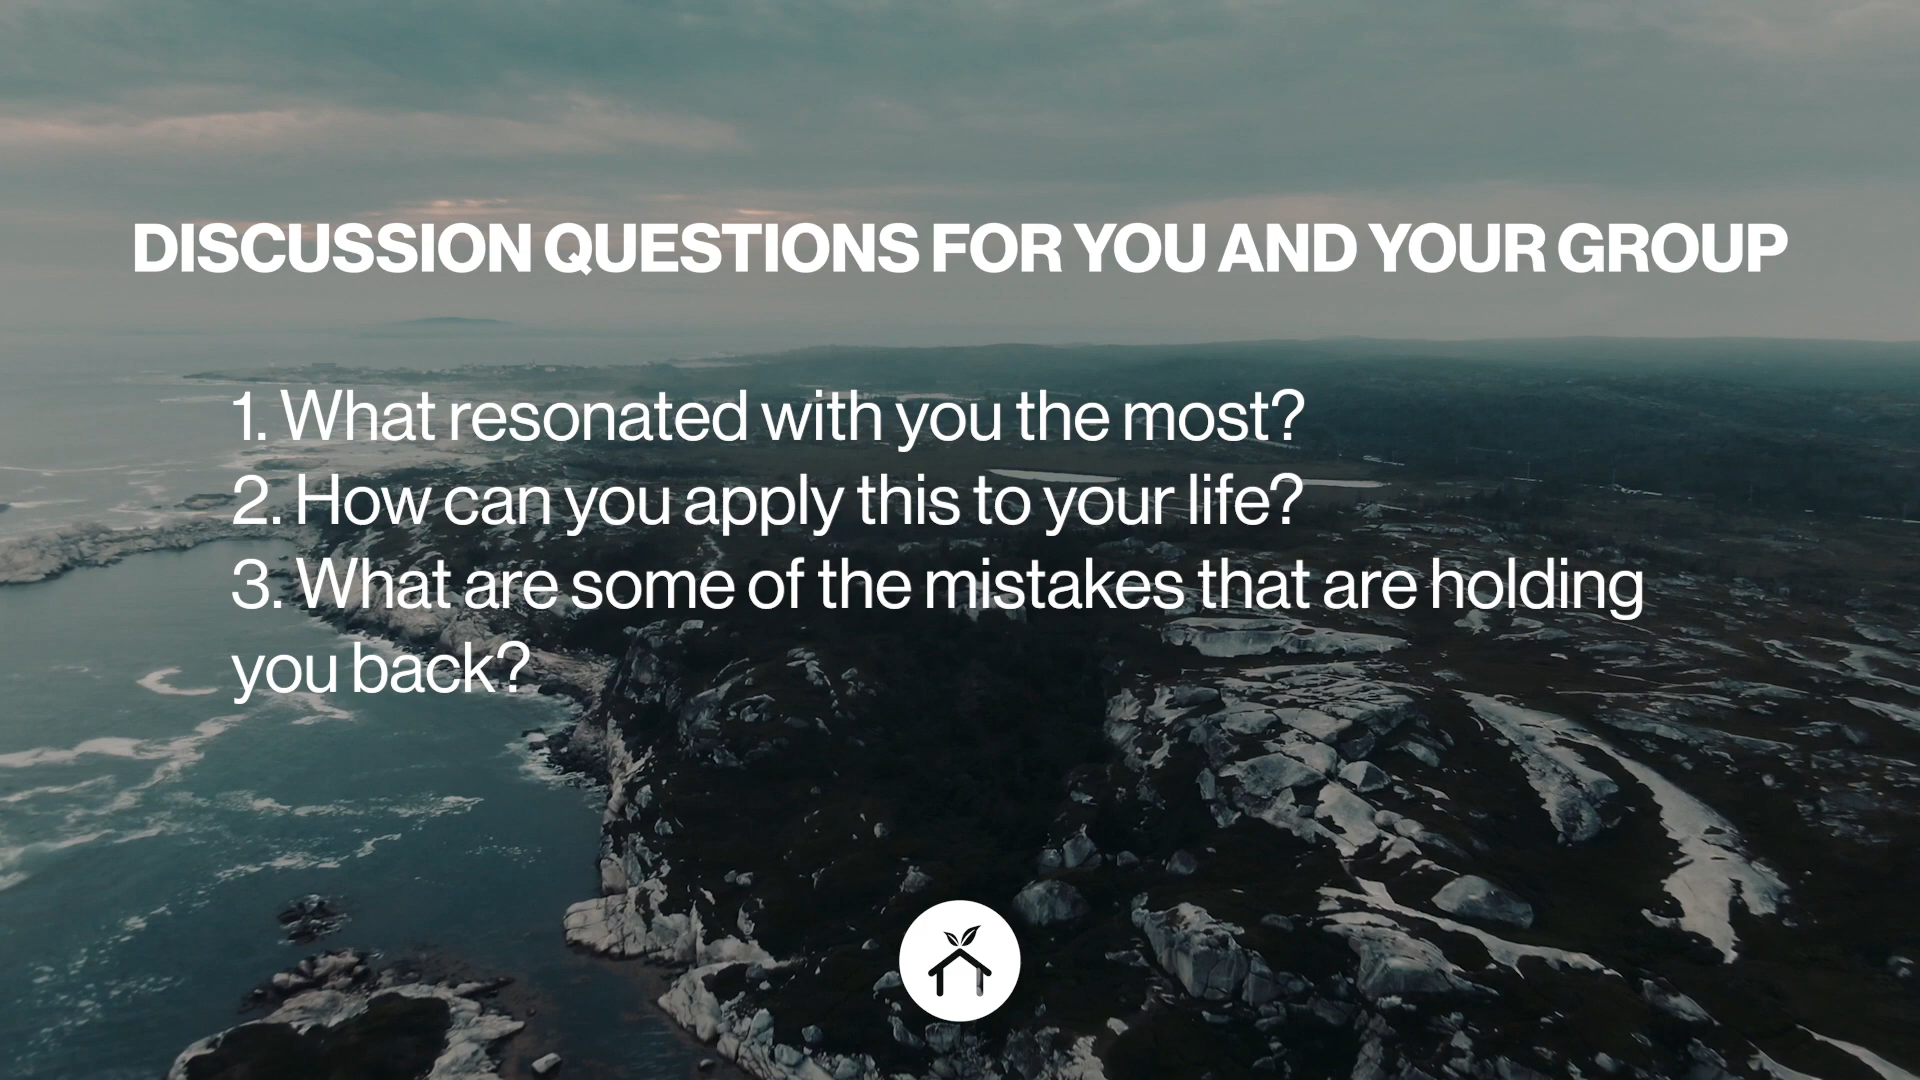 DISCUSSION QUESTIONS FOR YOU AND YOUR GROUP
1. What resonated with you the most?
2. How can you apply this to your life?
3. What are some of the mistakes that are holding
you back?